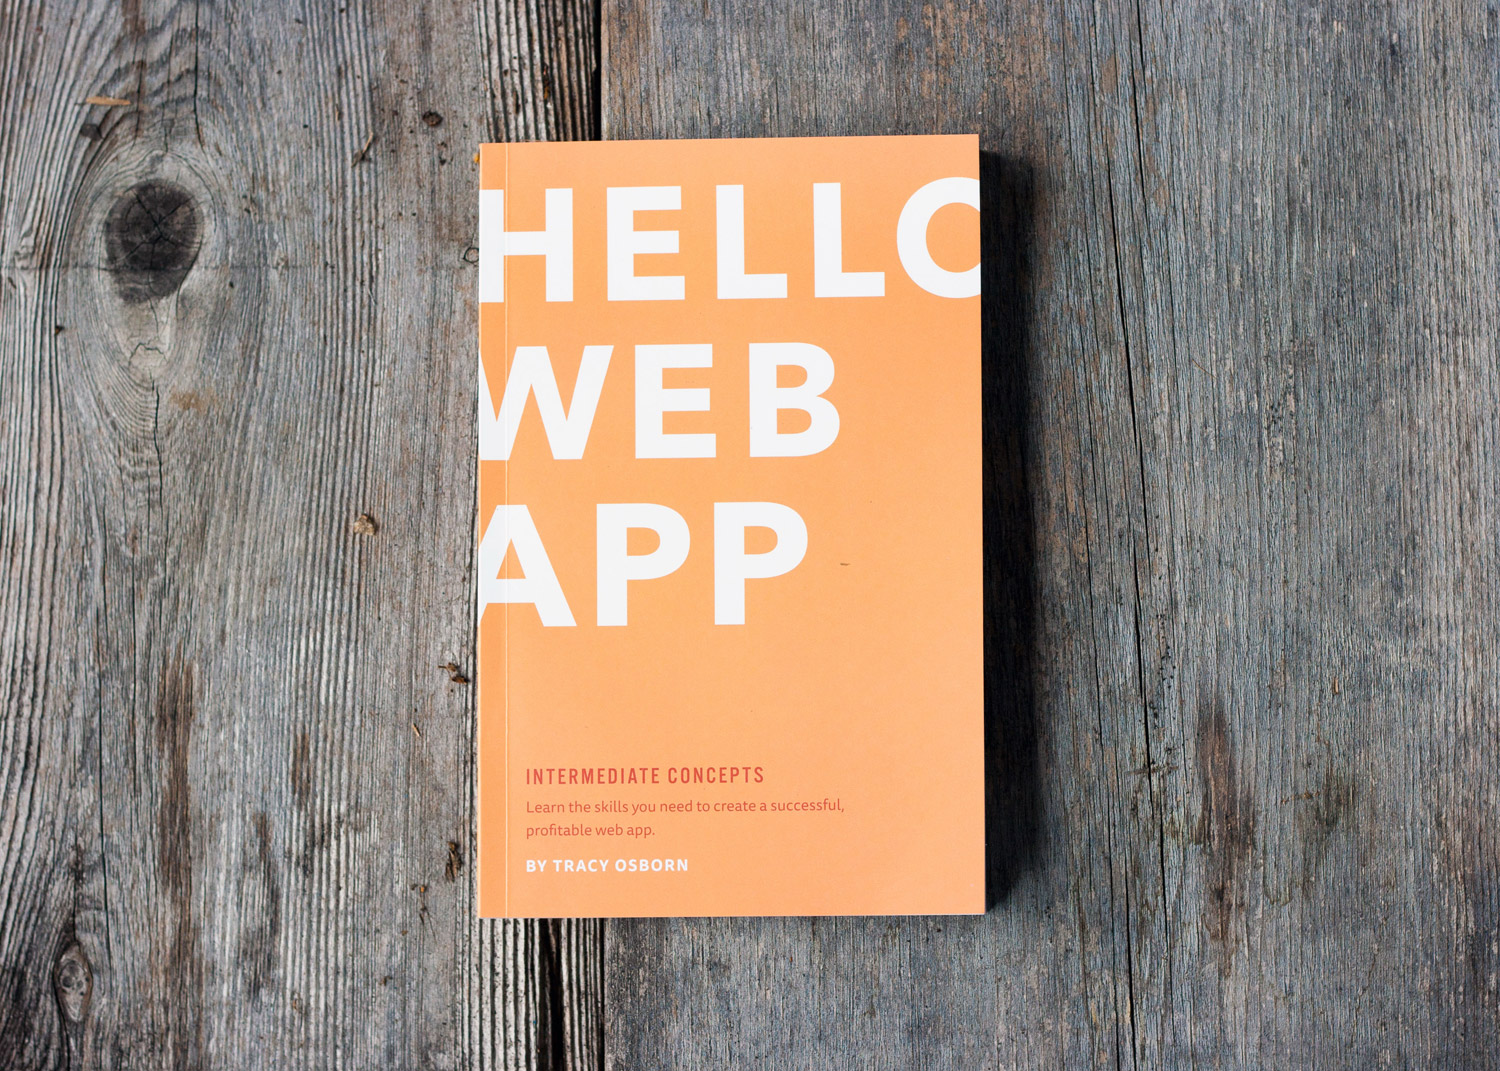 HELLO
WEB
APP
INTERMEDIATE CONCEPTS
Learn the skills you need to create a successful,
profitable web app.
BY TRACY OSBORN